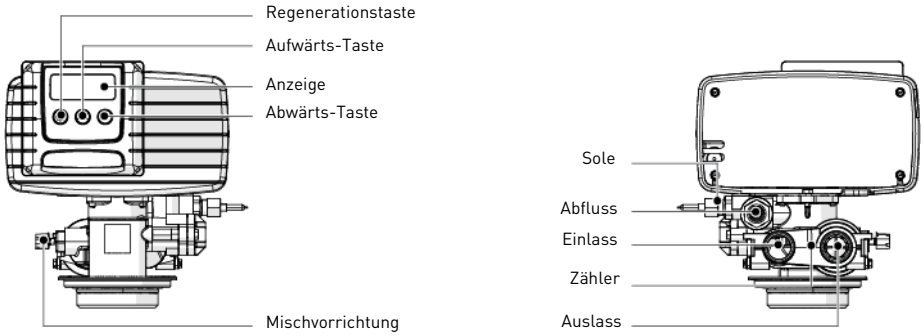 Regenerationstaste
Aufwärts-Taste
Anzeige
Abwärts-Taste
Mischvorrichtung
Sole
Abfluss
Einlass
Zähler
Auslass